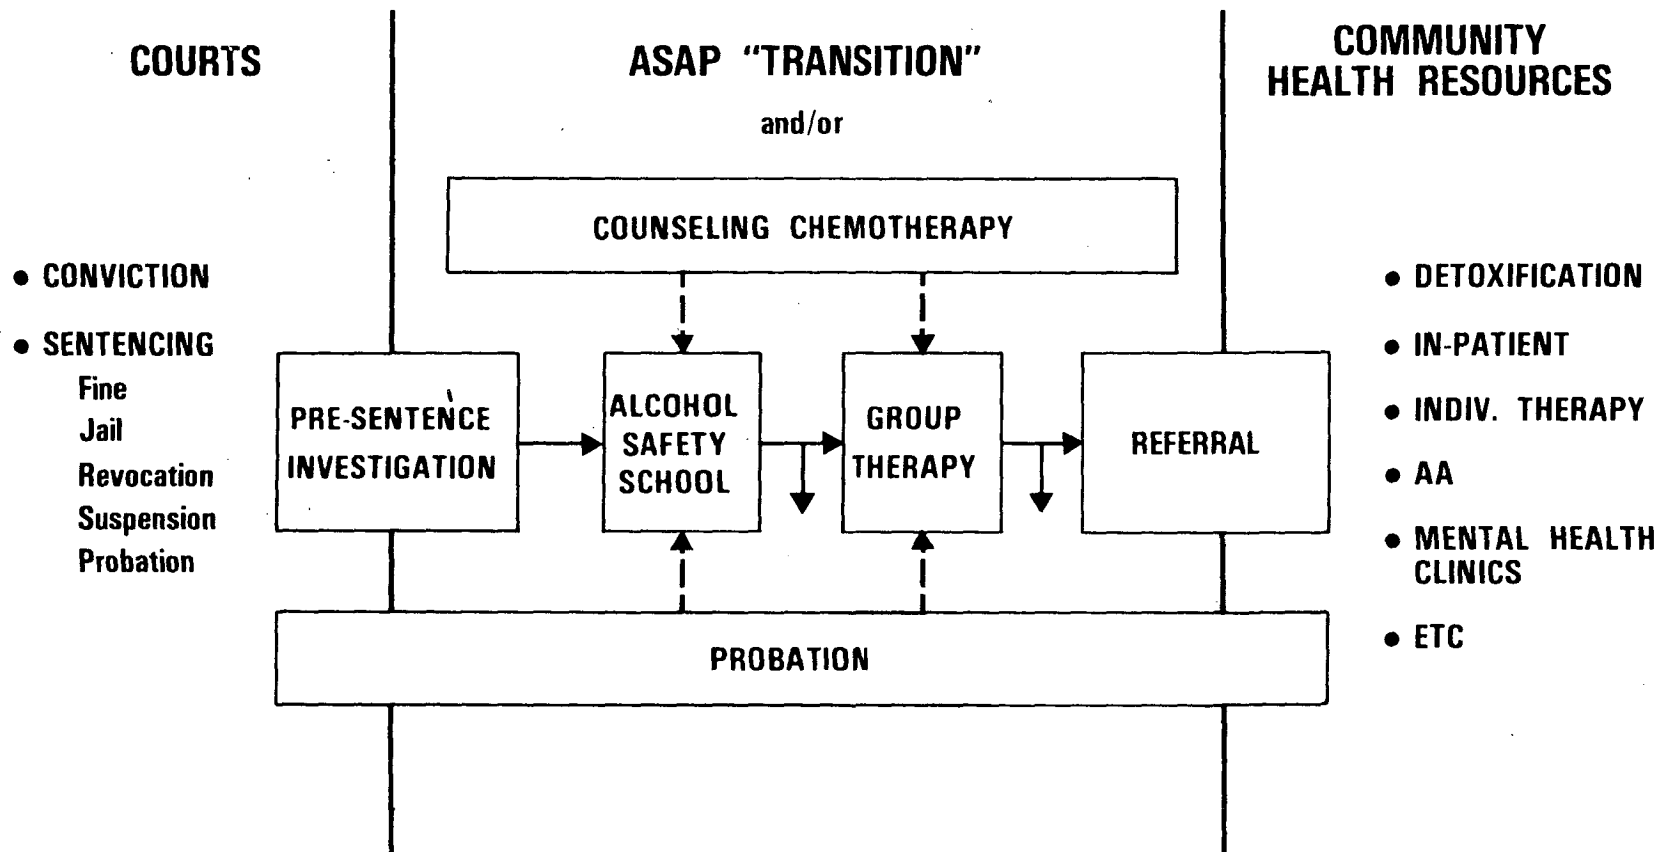 COURTS
ASAP "TRANSITION"
and/or
COMMUNITY
HEALTH RESOURCES
COUNSELING CHEMOTHERAPY
• CONVICTION
• SENTENCING
Fine
Jail
Revocation
Suspension
Probation
PRE-SENTENCE
INVESTIGATION
ALCOHOL
SAFETY
SCHOOL
GROUP
THERAPY
REFERRAL
PROBATION
• DETOXIFICATION
• IN-PATIENT
• INDIV. THERAPY
• AA
• MENTAL HEALTH
CLINICS
• ETC